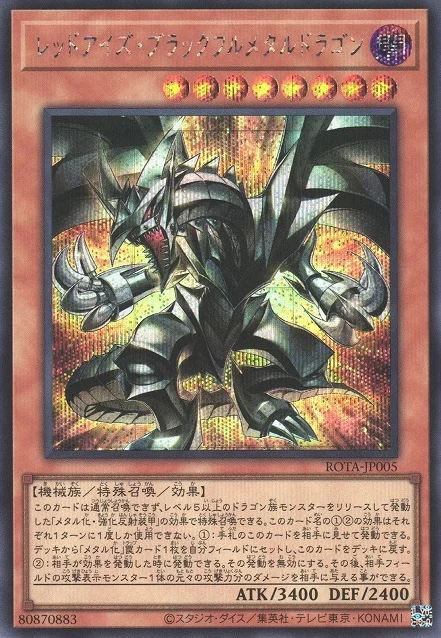 レッドアイズ・ブラックフルメタルドラゴン
闇
ROTA-JP005
【機械族／特殊召喚／効果】
このカードは通常召喚できず、レベル５以上のドラゴン族モンスターをリリースして発動
した「メタル化・強化反射装甲」の効果で特殊召喚できる。このカード名の①②の効果はそれ
ぞれ１ターンに１度しか使用できない。①：手札のこのカードを相手に見せて発動できる。
デッキから「メタル化」罠カード１枚を自分フィールドにセットし、このカードをデッキに戻す。
②：相手が効果を発動した時に発動できる。その発動を無効にする。その後、相手フィー
ルドの攻撃表示モンスター１体の元々の攻撃力分のダメージを相手に与える事ができる。
ATK/3400 DEF/2400
80870883
©スタジオ・ダイス／集英社・テレビ東京・KONAMI